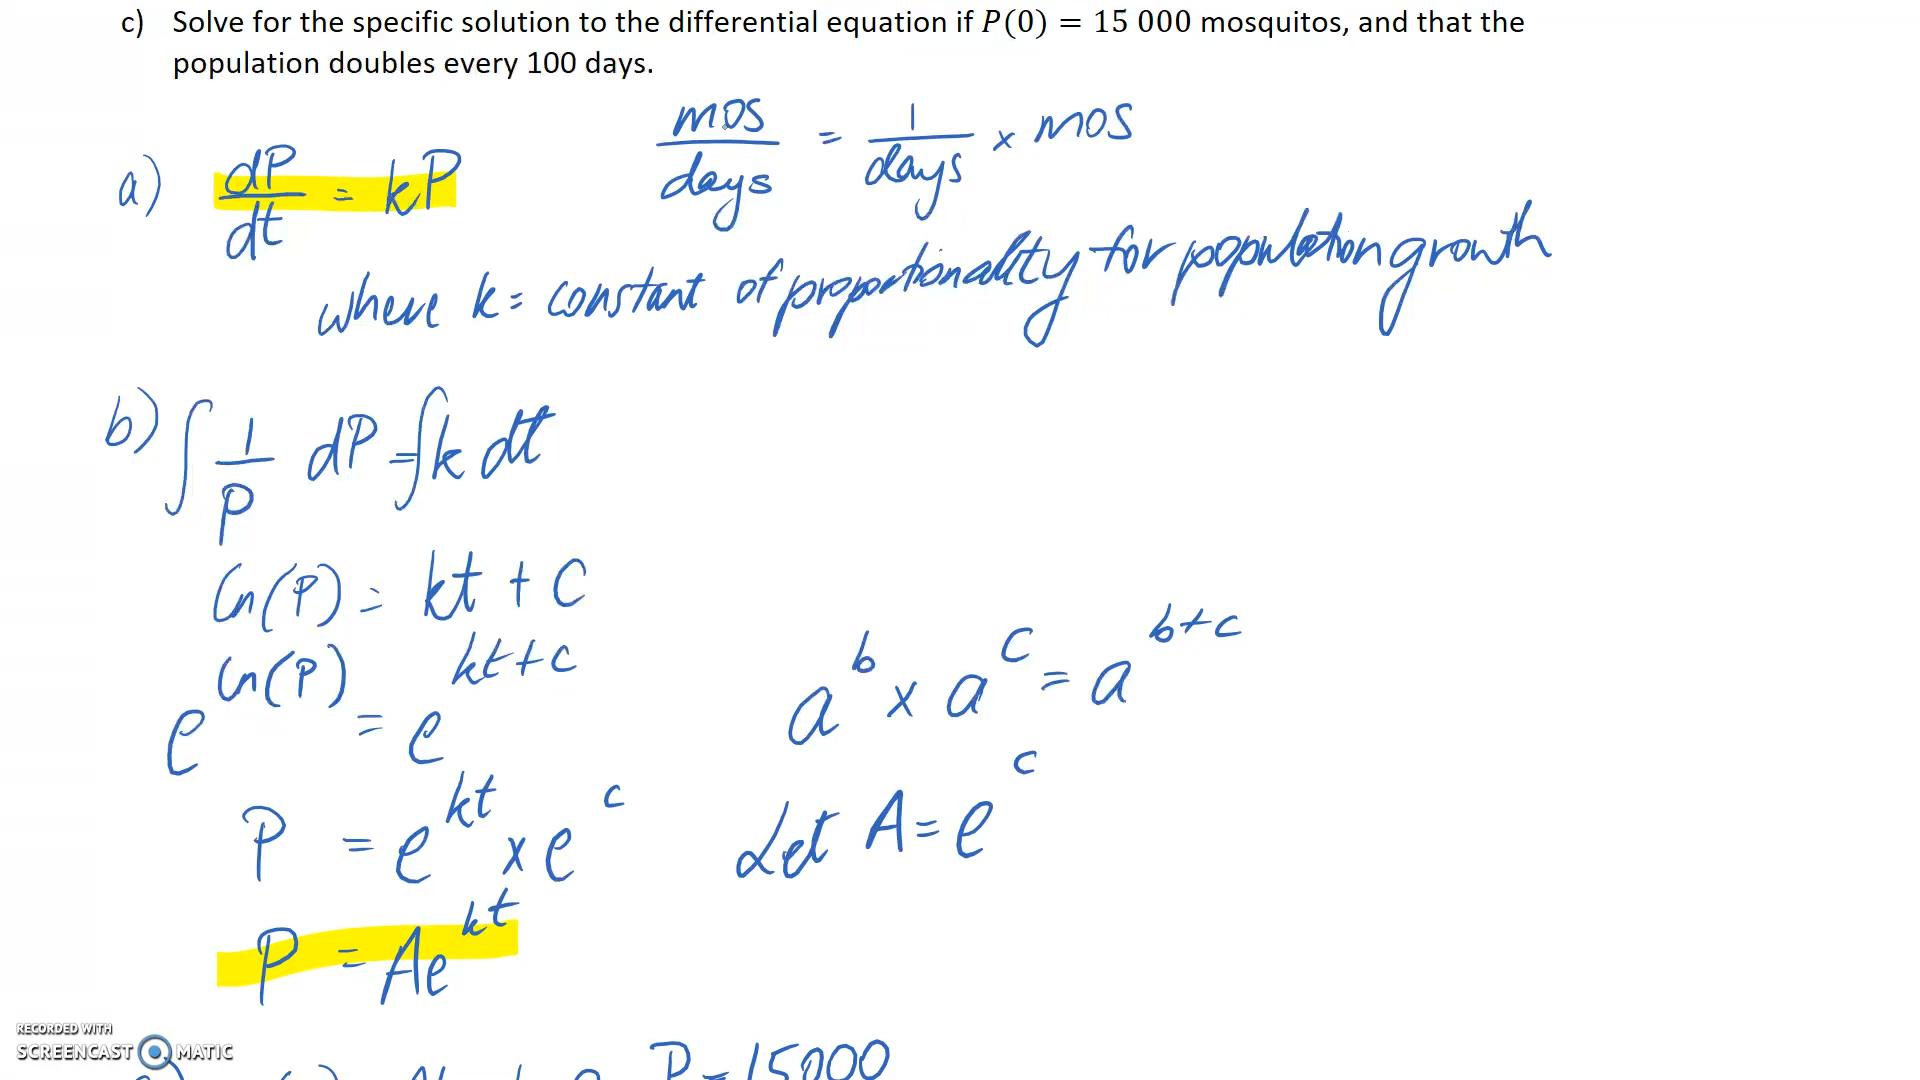 c) Solve for the specific solution to the differential equation if P(0) = 15 000 mosquitos, and that the
population doubles every 100 days.
mos/days = 1/days × mos
a) dP/dt = kP
where k = constant of proportionality for population growth
b) ∫ 1/P dP = ∫ k dt
ln(P) = kt + C
e^ln(P) = e^kt+c
a^b × a^c = a^b+c
P = e^kt × e^c
Let A = e^c
P = Ae^kt
P = 15000
RECORDED WITH
SCREENCAST MATIC